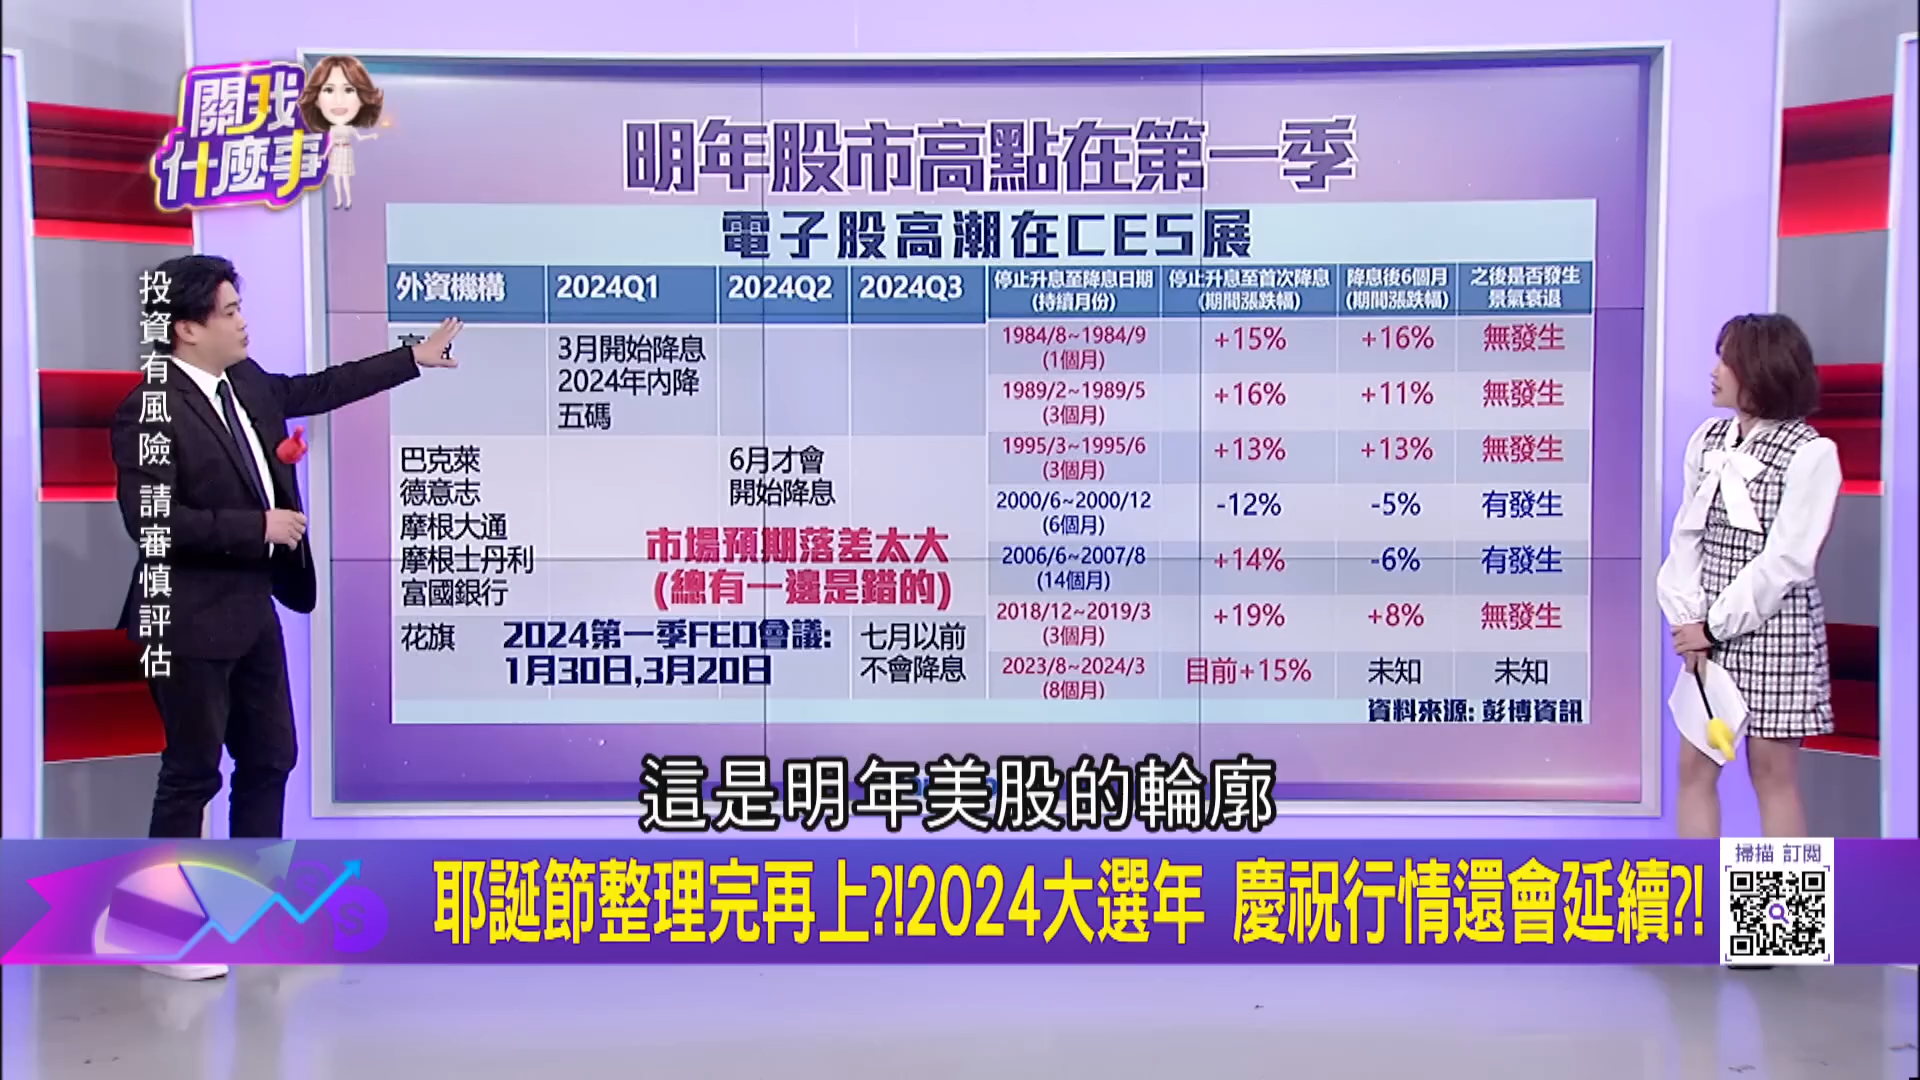 關我
什麼事
投資有風險 請審慎評估
明年股市高點在第一季
電子股高潮在CES展
外資機構 2024Q1 2024Q2 2024Q3
3月開始降息
2024年內降
五碼
巴克萊
德意志
摩根大通
摩根士丹利
富國銀行
6月才會
開始降息
市場預期落差太大
(總有一邊是錯的)
花旗
2024第一季FED會議:
1月30日,3月20日
七月以前
不會降息
停止升息至降息日期
(持續月份)
停止升息至首次降息
(期間漲跌幅)
降息後6個月
(期間漲跌幅)
之後是否發生
景氣衰退
1984/8~1984/9
(1個月)
+15% +16% 無發生
1989/2~1989/5
(3個月)
+16% +11% 無發生
1995/3~1995/6
(3個月)
+13% +13% 無發生
2000/6~2000/12
(6個月)
-12% -5% 有發生
2006/6~2007/8
(14個月)
+14% -6% 有發生
2018/12~2019/3
(3個月)
+19% +8% 無發生
2023/8~2024/3
(8個月)
目前+15% 未知 未知
資料來源: 彭博資訊
這是明年美股的輪廓
耶誕節整理完再上?!2024大選年 慶祝行情還會延續?!
掃描 訂閱